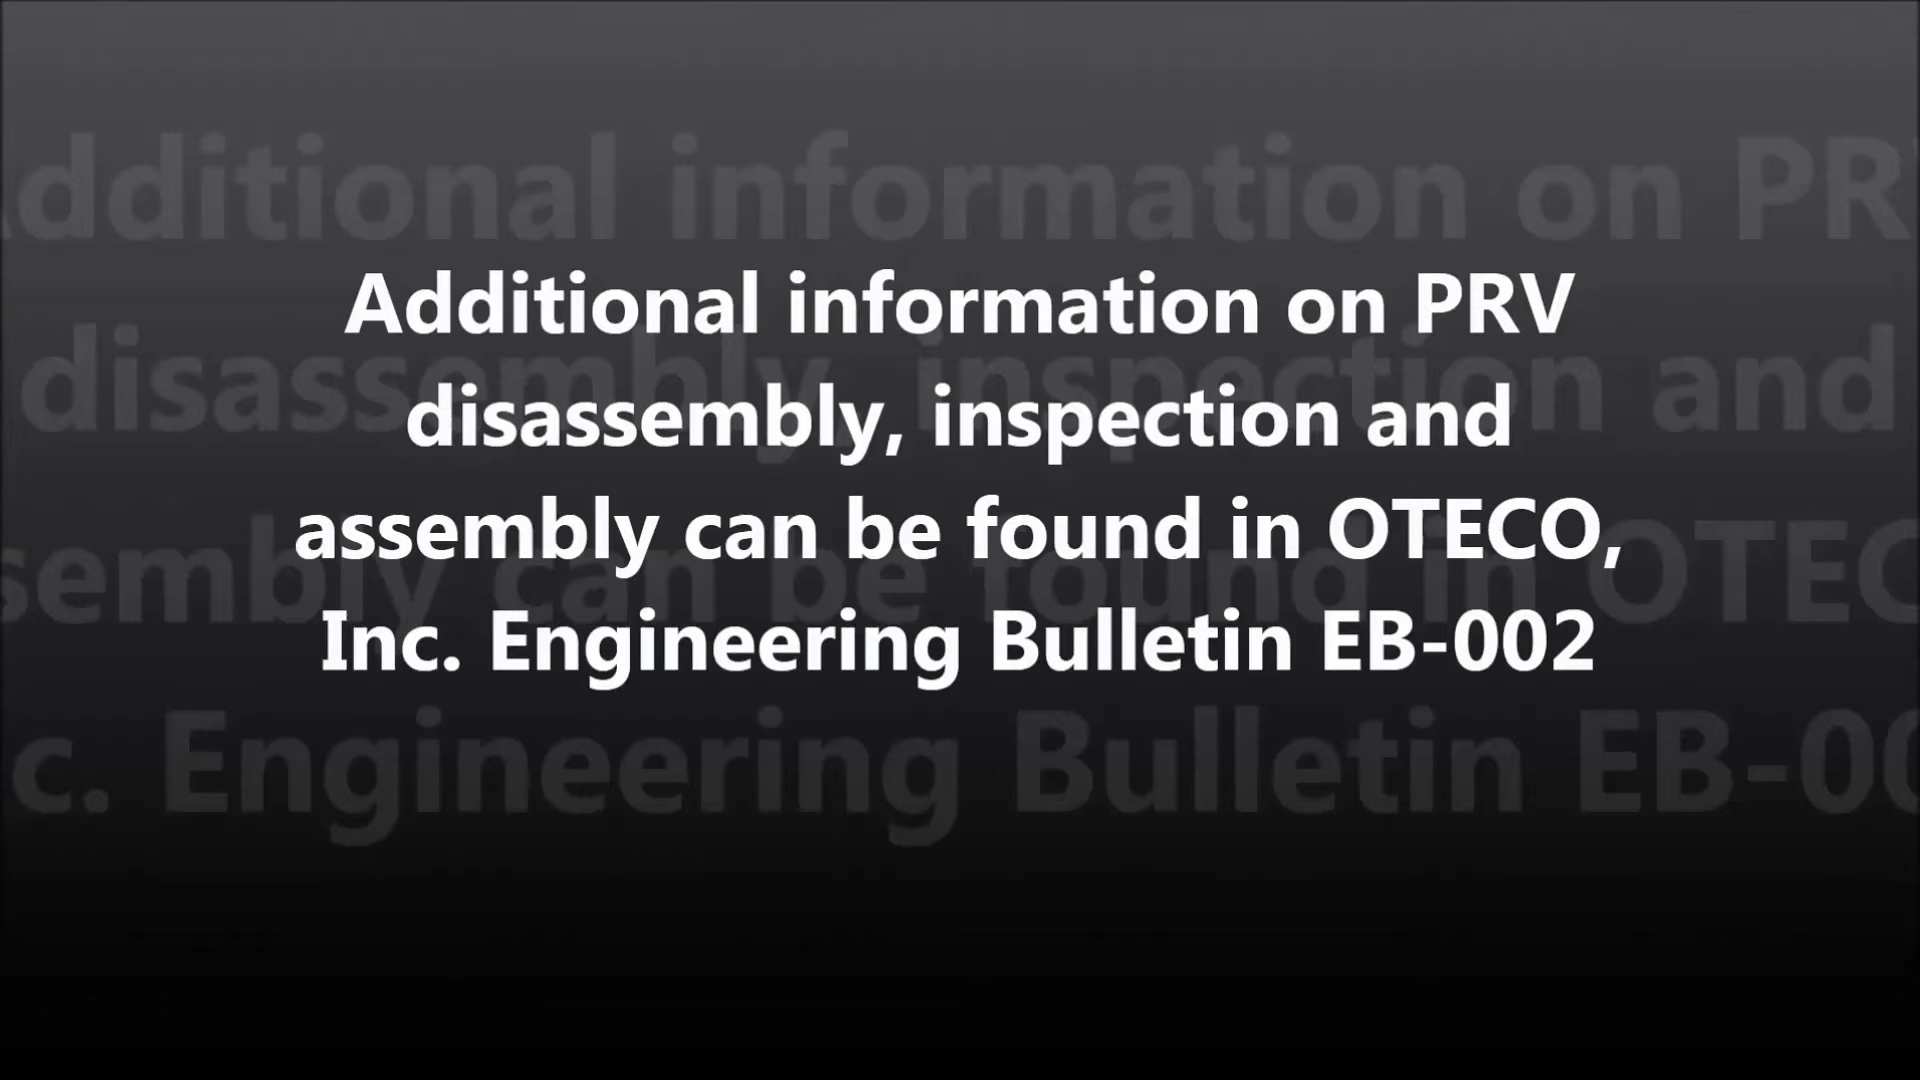 Additional information on PRV
disassembly, inspection and
assembly can be found in OTECO,
Inc. Engineering Bulletin EB-002